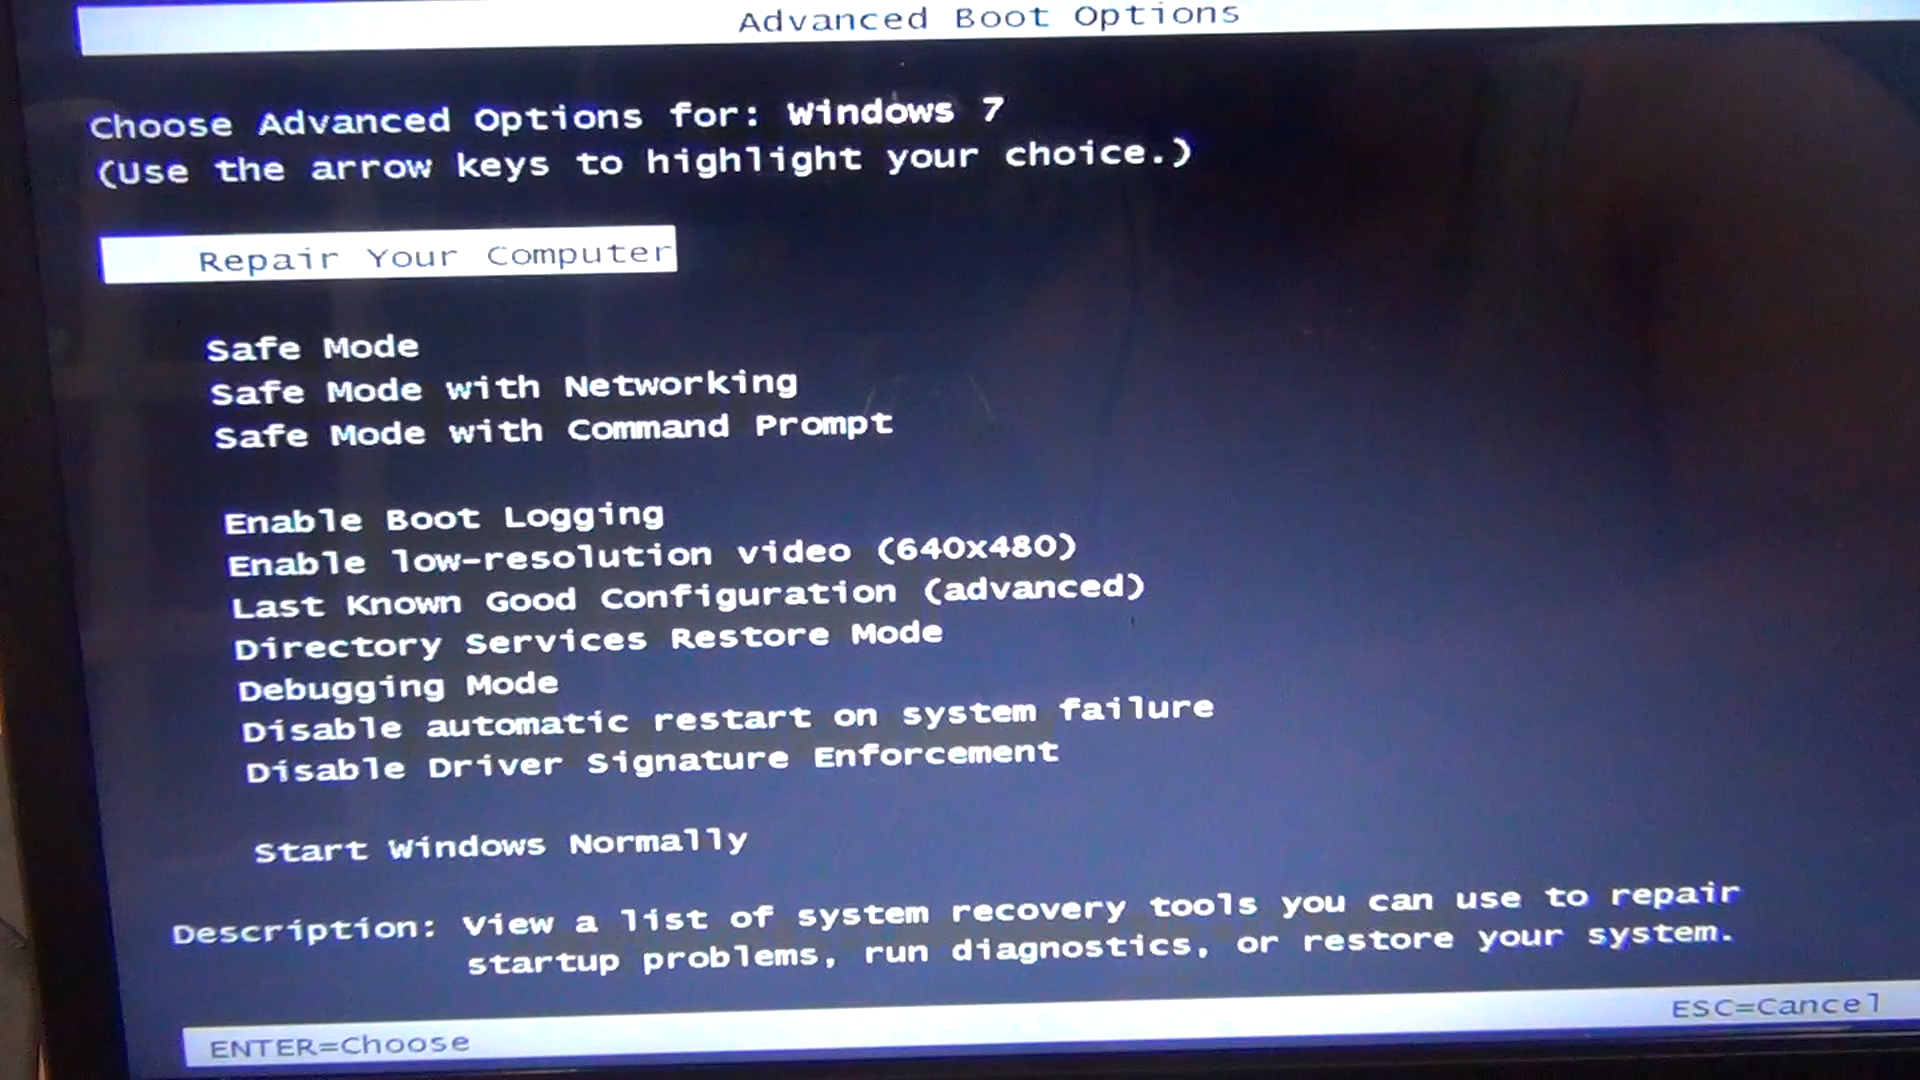 Advanced Boot Options
Choose Advanced Options for: Windows 7
(Use the arrow keys to highlight your choice.)
Repair Your Computer
Safe Mode
Safe Mode with Networking
Safe Mode with Command Prompt
Enable Boot Logging
Enable low-resolution video (640x480)
Last Known Good Configuration (advanced)
Directory Services Restore Mode
Debugging Mode
Disable automatic restart on system failure
Disable Driver Signature Enforcement
Start Windows Normally
Description: View a list of system recovery tools you can use to repair
startup problems, run diagnostics, or restore your system.
ENTER=Choose ESC=Cancel